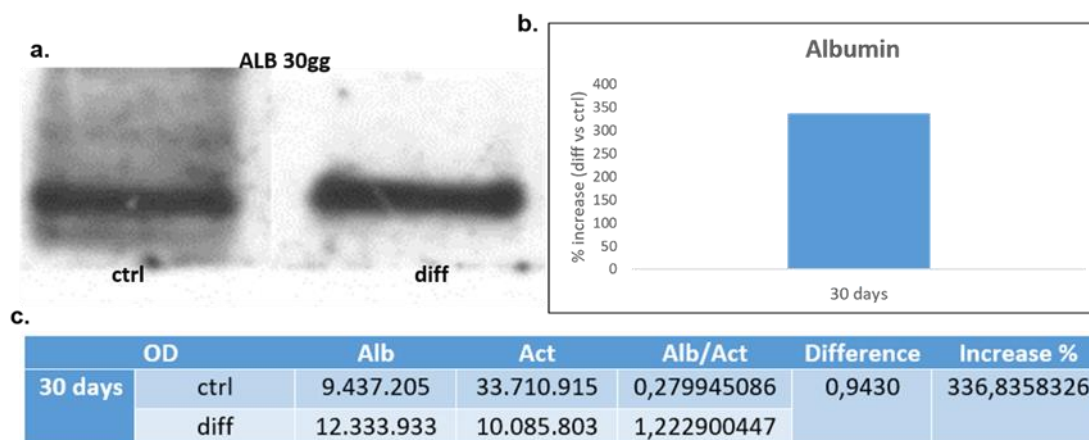 a.
ALB 30gg
ctrl
diff
b.
Albumin
% increase (diff vs ctrl)
400
350
300
250
200
150
100
50
0
30 days
c.
OD Alb Act Alb/Act Difference Increase %
30 days ctrl 9.437.205 33.710.915 0,279945086 0,9430 336,8358326
diff 12.333.933 10.085.803 1,222900447